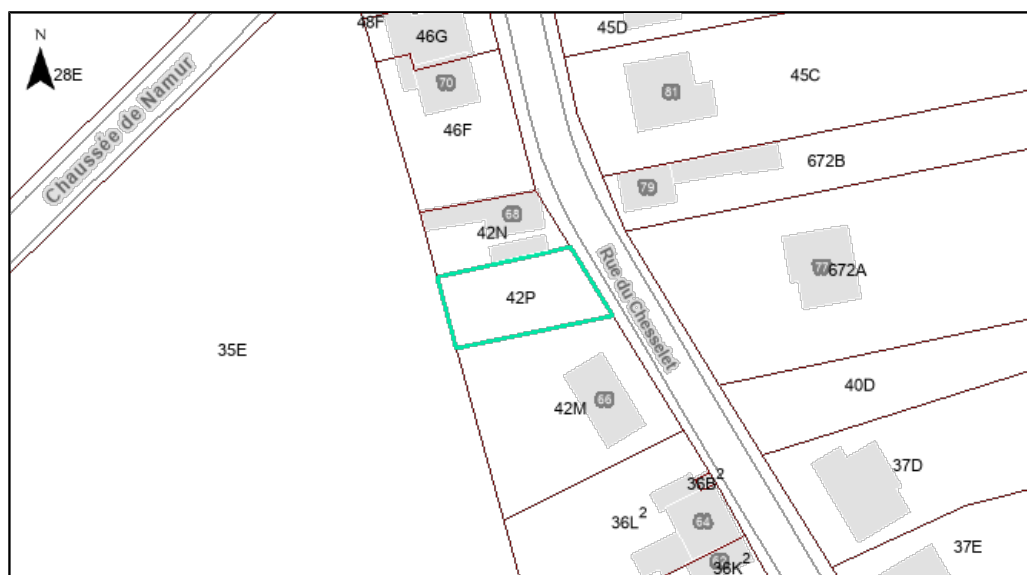 48F
46G
45D
N
28E
Chaussée de Namur
70
81
45C
46F
672B
79
68
42N
Rue du Chesselet
77
672A
42P
35E
40D
66
42M
37D
36B²
36L²
64
37E
36K²